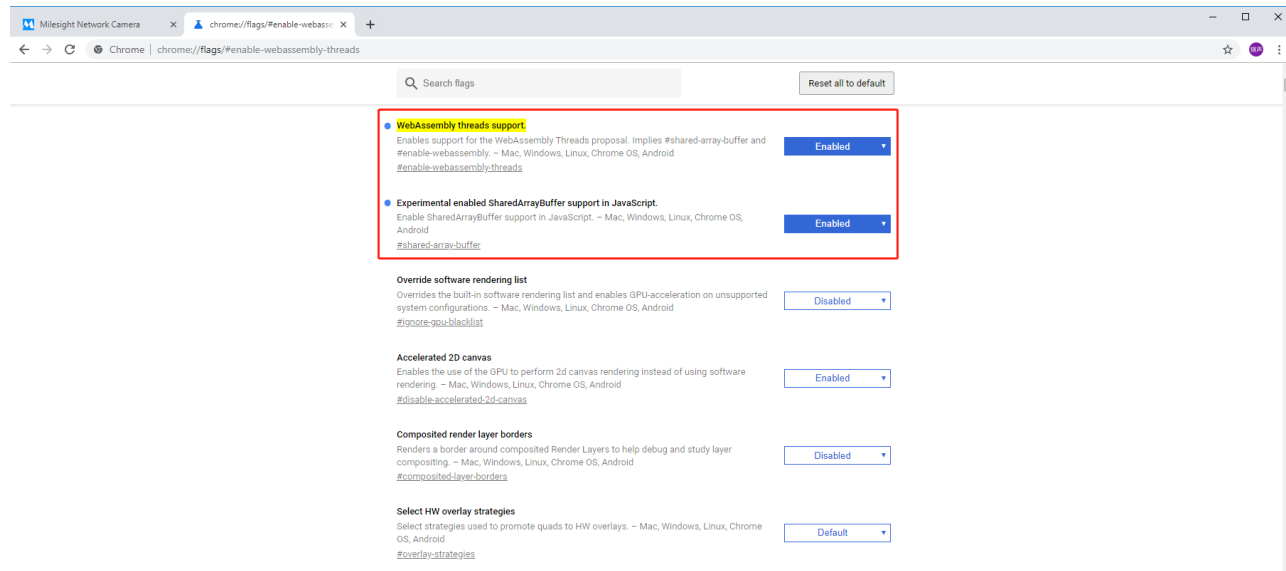 Milesight Network Camera
chrome://flags/#enable-webasse
Chrome
chrome://flags/#enable-webassembly-threads
Search flags
Reset all to default
WebAssembly threads support.
Enables support for the WebAssembly Threads proposal. Implies #shared-array-buffer and
#enable-webassembly. – Mac, Windows, Linux, Chrome OS, Android
#enable-webassembly-threads
Enabled
Experimental enabled SharedArrayBuffer support in JavaScript.
Enable SharedArrayBuffer support in JavaScript. – Mac, Windows, Linux, Chrome OS,
Android
#shared-array-buffer
Enabled
Override software rendering list
Overrides the built-in software rendering list and enables GPU-acceleration on unsupported
system configurations. – Mac, Windows, Linux, Chrome OS, Android
#ignore-gpu-blacklist
Disabled
Accelerated 2D canvas
Enables the use of the GPU to perform 2d canvas rendering instead of using software
rendering. – Mac, Windows, Linux, Chrome OS, Android
#disable-accelerated-2d-canvas
Enabled
Composited render layer borders
Renders a border around composited Render Layers to help debug and study layer
compositing. – Mac, Windows, Linux, Chrome OS, Android
#composited-layer-borders
Disabled
Select HW overlay strategies
Select strategies used to promote quads to HW overlays. – Mac, Windows, Linux, Chrome
OS, Android
#overlay-strategies
Default